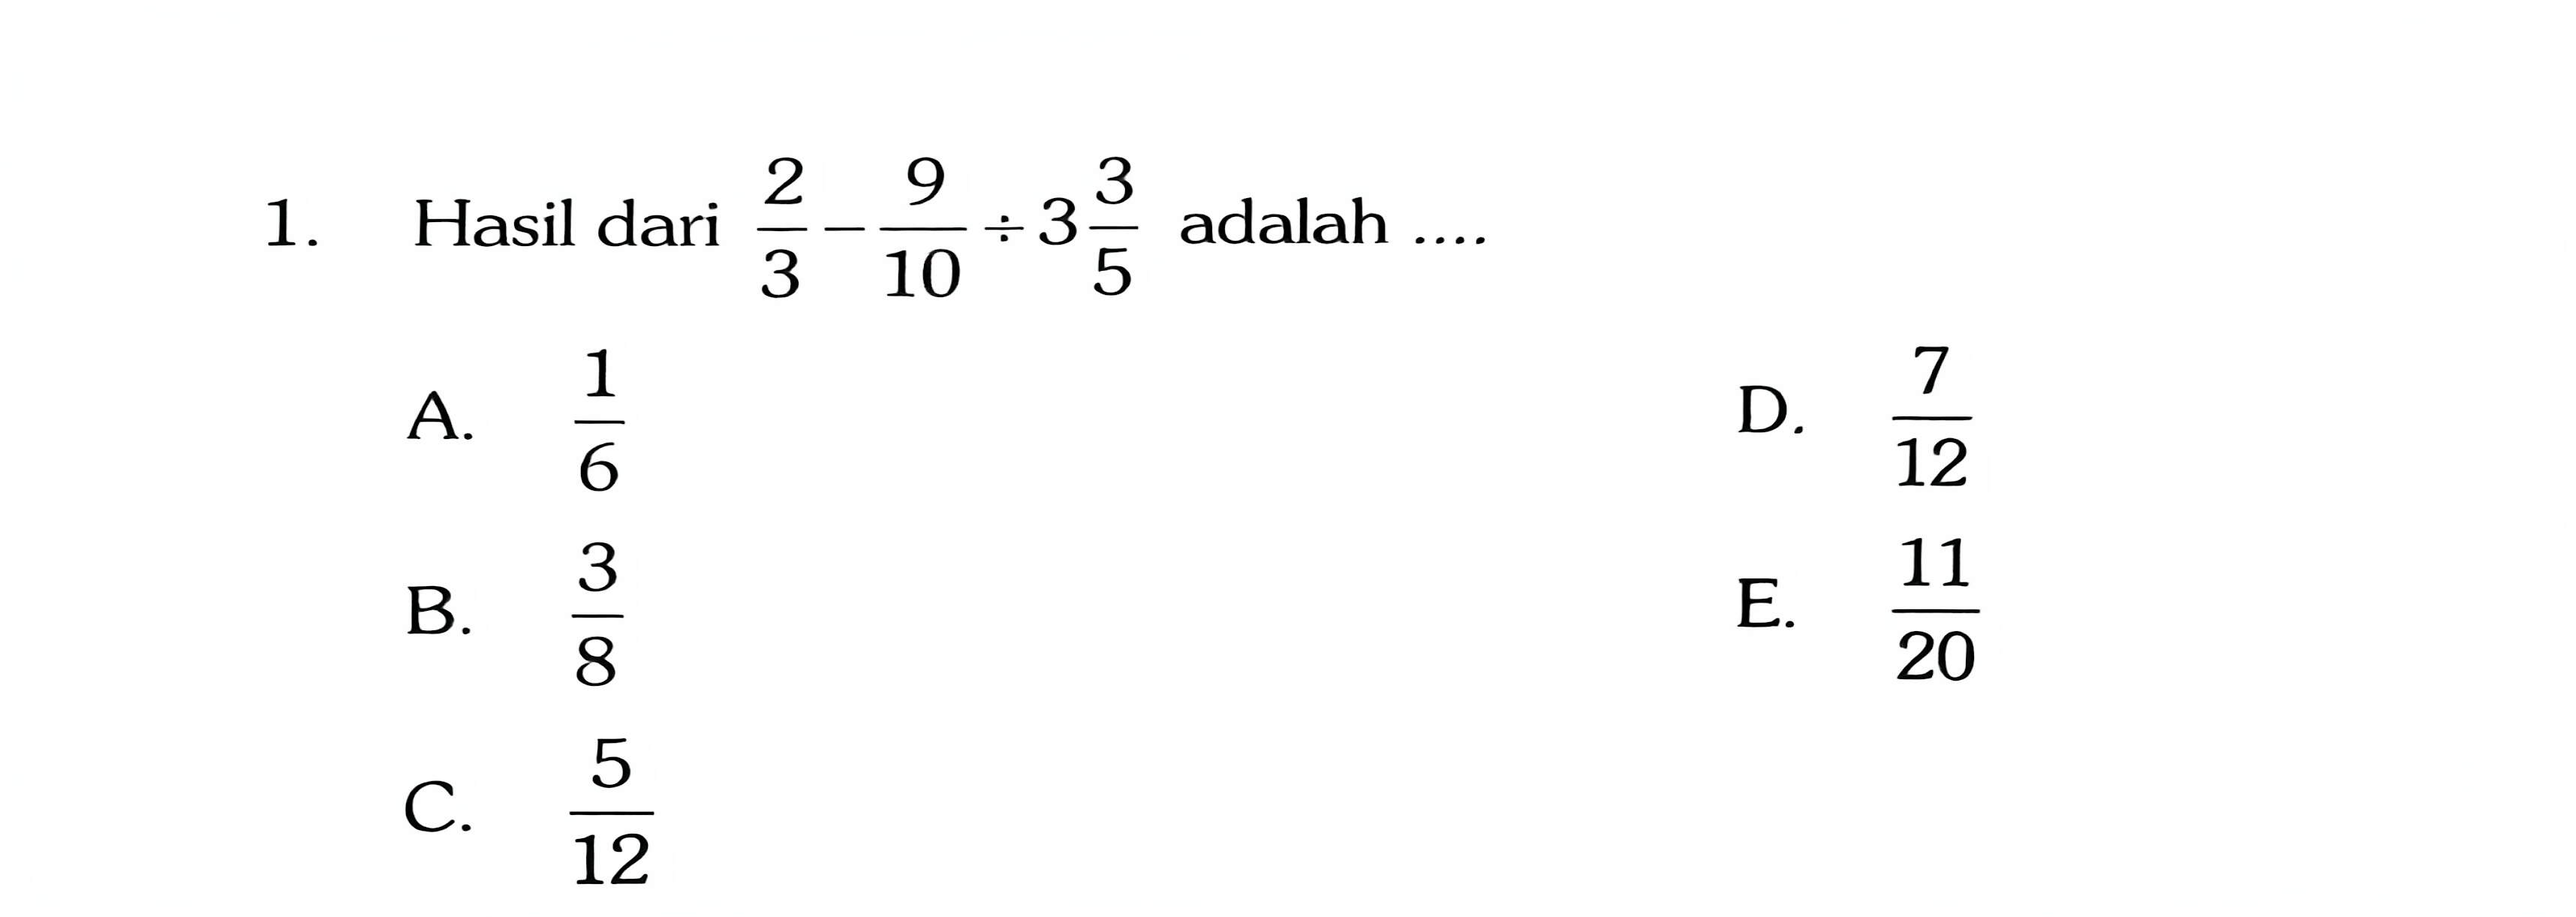 1. Hasil dari 2/3 − 9/10 ÷ 3 3/5 adalah ....
A. 1/6
B. 3/8
C. 5/12
D. 7/12
E. 11/20